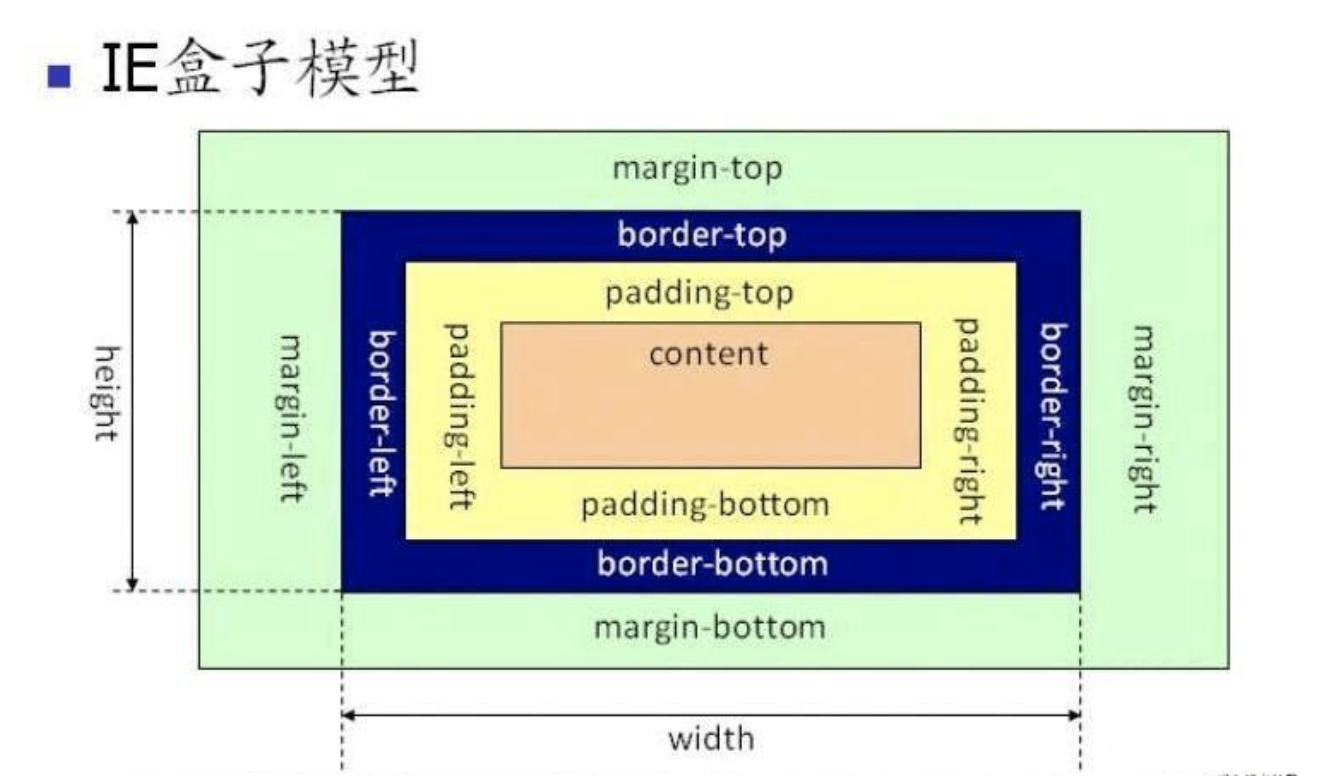 IE盒子模型
margin-top
border-top
padding-top
content
height
margin-left
border-left
padding-left
padding-right
border-right
margin-right
padding-bottom
border-bottom
margin-bottom
width